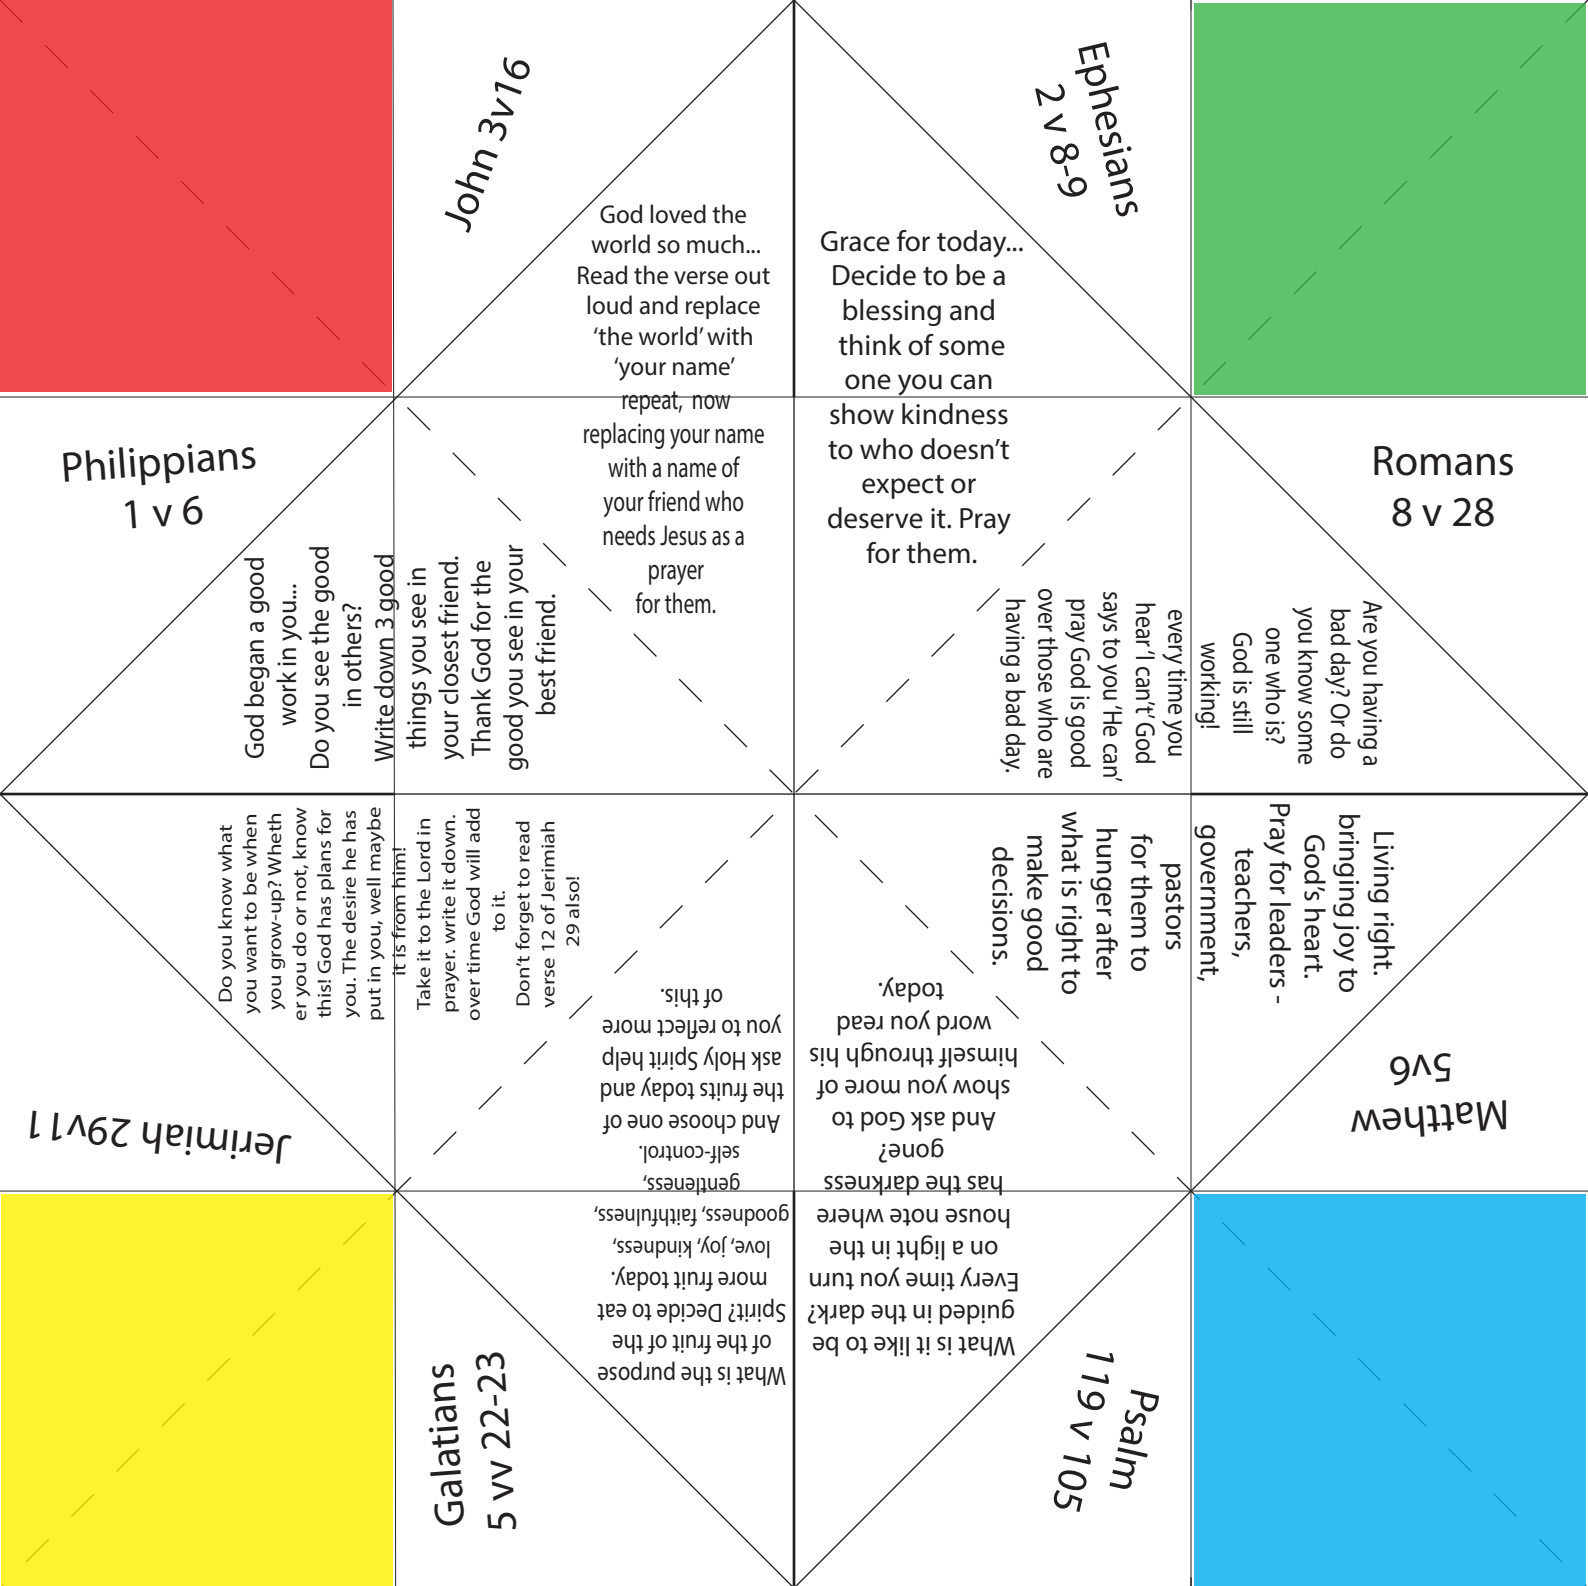 John 3v16
Ephesians
2 v 8-9
God loved the
world so much...
Read the verse out
loud and replace
‘the world’ with
‘your name’
repeat, now
replacing your name
with a name of
your friend who
needs Jesus as a
prayer
for them.
Grace for today...
Decide to be a
blessing and
think of some
one you can
show kindness
to who doesn’t
expect or
deserve it. Pray
for them.
Philippians
1 v 6
God began a good
work in you...
Do you see the good
in others?
Write down 3 good
things you see in
your closest friend.
Thank God for the
good you see in your
best friend.
Romans
8 v 28
Are you having a
bad day? Or do
you know some
one who is?
God is still
working!
every time you
hear‘I can’t’ God
says to you ‘He can’
pray God is good
over those who are
having a bad day.
Do you know what
you want to be when
you grow-up? Wheth
er you do or not, know
this! God has plans for
you. The desire he has
put in you, well maybe
it is from him!
Take it to the Lord in
prayer. write it down.
over time God will add
to it.
Don’t forget to read
verse 12 of Jerimiah
29 also!
Jerimiah 29v11
Living right.
bringing joy to
God’s heart.
Pray for leaders -
teachers,
government,
pastors
for them to
hunger after
what is right to
make good
decisions.
Matthew
5v6
What is the purpose
of the fruit of the
Spirit? Decide to eat
more fruit today.
love, joy, kindness,
goodness, faithfulness,
gentleness,
self-control.
And choose one of
the fruits today and
ask Holy Spirit help
you to reflect more
of this.
Galatians
5 vv 22-23
What is it like to be
guided in the dark?
Every time you turn
on a light in the
house note where
has the darkness
gone?
And ask God to
show you more of
himself through his
word you read
today.
Psalm
119 v 105